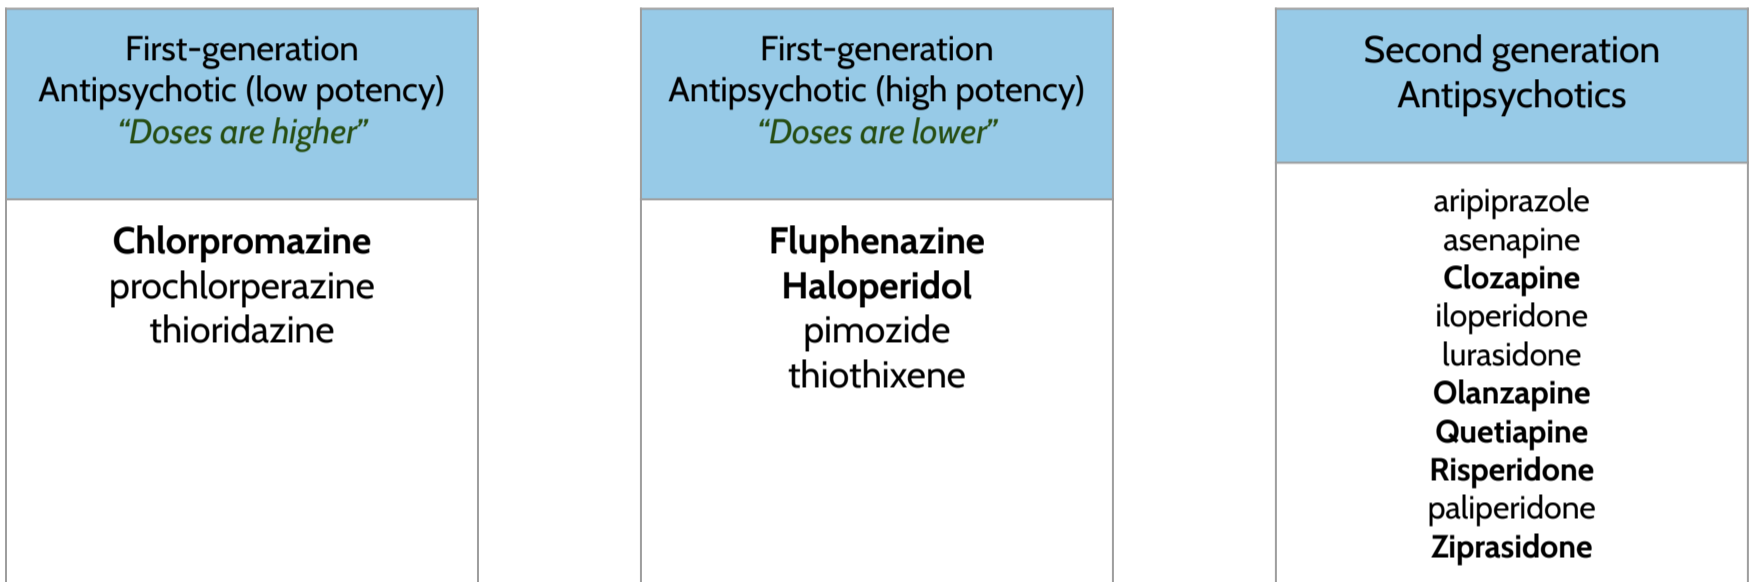 First-generation
Antipsychotic (low potency)
“Doses are higher”
Chlorpromazine
prochlorperazine
thioridazine
First-generation
Antipsychotic (high potency)
“Doses are lower”
Fluphenazine
Haloperidol
pimozide
thiothixene
Second generation
Antipsychotics
aripiprazole
asenapine
Clozapine
iloperidone
lurasidone
Olanzapine
Quetiapine
Risperidone
paliperidone
Ziprasidone